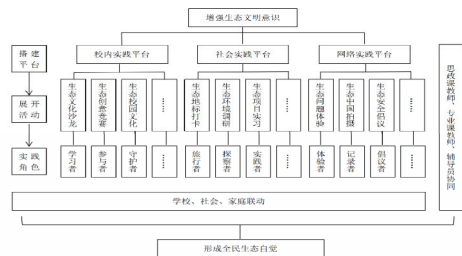 增强生态文明意识
搭建
平台
校内实践平台
社会实践平台
网络实践平台
展开
活动
生态文化沙龙
生态创意竞赛
生态校园文化
……
生态地标打卡
生态环境调研
生态项目实习
……
生态问题体验
生态中国拍摄
生态安全倡议
……
实践
角色
学习者
参与者
守护者
……
旅行者
探察者
实践者
……
体验者
记录者
倡议者
……
思政课教师、专业课教师、辅导员协同
学校、社会、家庭联动
形成全民生态自觉